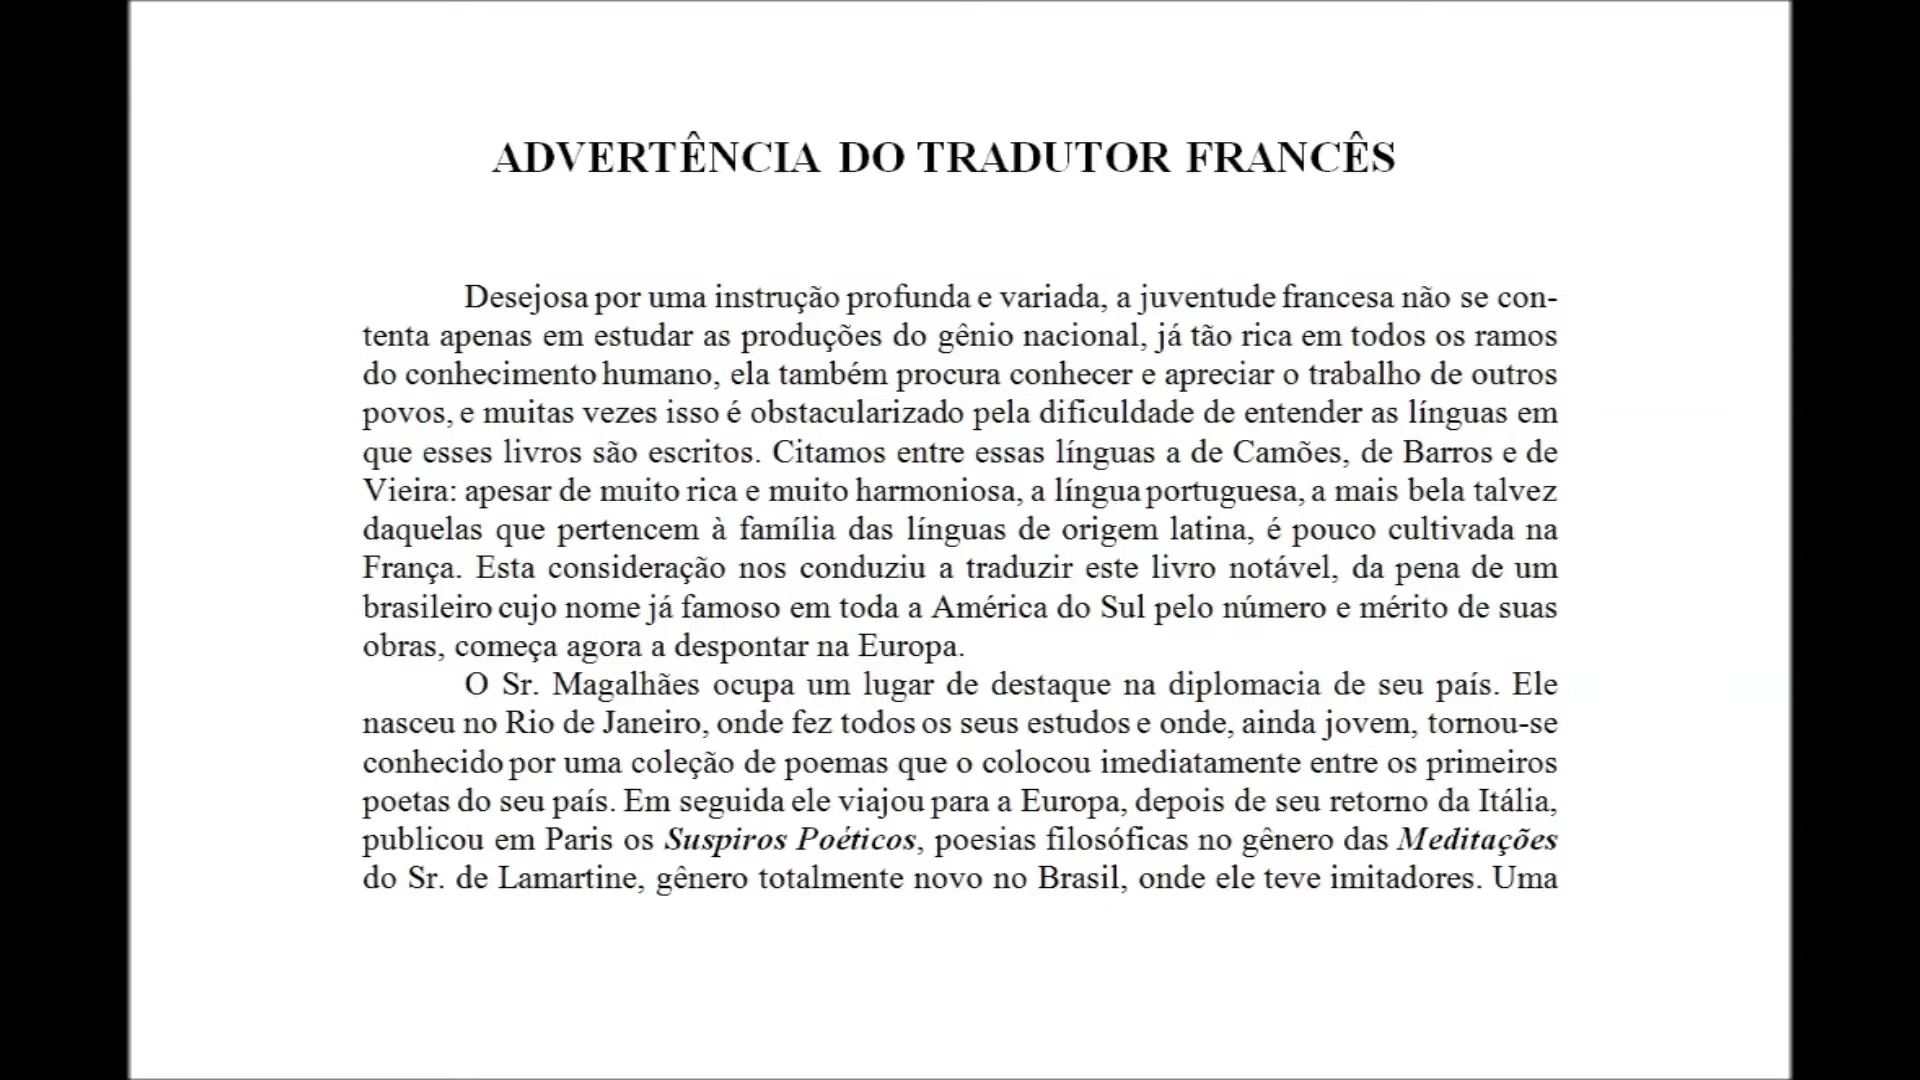 ADVERTÊNCIA DO TRADUTOR FRANCÊS
Desejosa por uma instrução profunda e variada, a juventude francesa não se con-
tenta apenas em estudar as produções do gênio nacional, já tão rica em todos os ramos
do conhecimento humano, ela também procura conhecer e apreciar o trabalho de outros
povos, e muitas vezes isso é obstacularizado pela dificuldade de entender as línguas em
que esses livros são escritos. Citamos entre essas línguas a de Camões, de Barros e de
Vieira: apesar de muito rica e muito harmoniosa, a língua portuguesa, a mais bela talvez
daquelas que pertencem à família das línguas de origem latina, é pouco cultivada na
França. Esta consideração nos conduziu a traduzir este livro notável, da pena de um
brasileiro cujo nome já famoso em toda a América do Sul pelo número e mérito de suas
obras, começa agora a despontar na Europa.
O Sr. Magalhães ocupa um lugar de destaque na diplomacia de seu país. Ele
nasceu no Rio de Janeiro, onde fez todos os seus estudos e onde, ainda jovem, tornou-se
conhecido por uma coleção de poemas que o colocou imediatamente entre os primeiros
poetas do seu país. Em seguida ele viajou para a Europa, depois de seu retorno da Itália,
publicou em Paris os Suspiros Poéticos, poesias filosóficas no gênero das Meditações
do Sr. de Lamartine, gênero totalmente novo no Brasil, onde ele teve imitadores. Uma